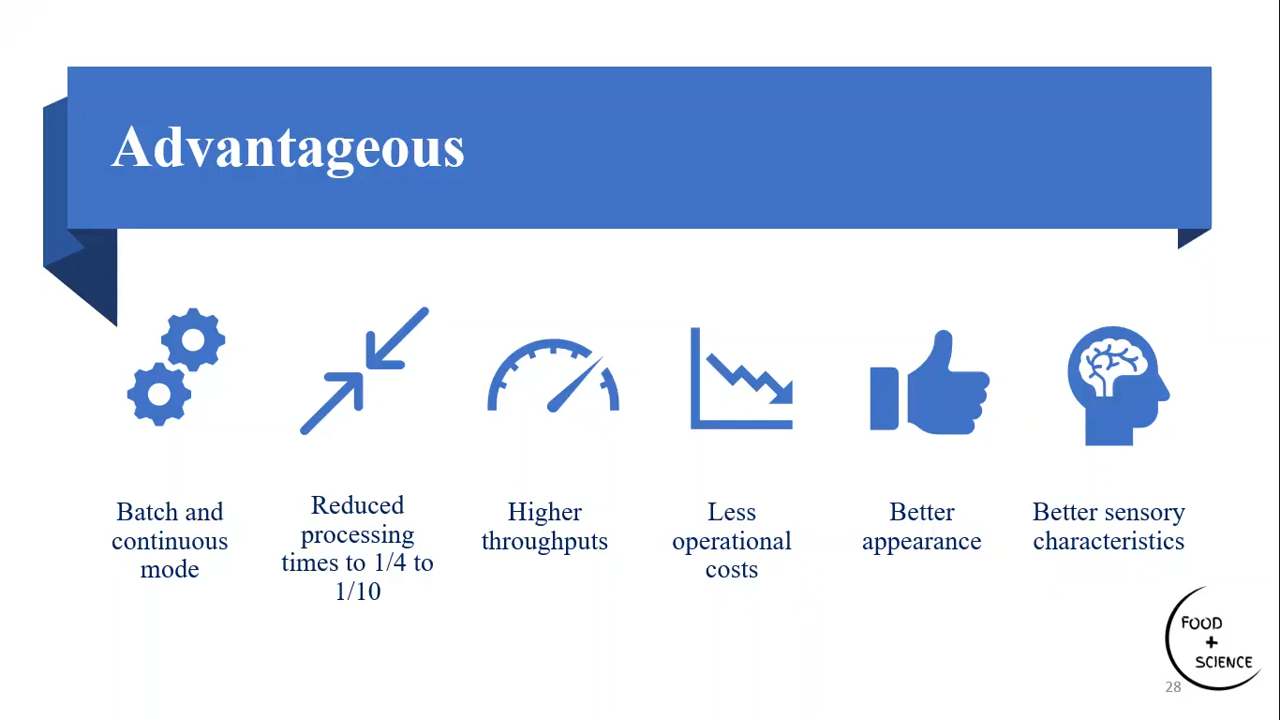 Advantageous
Batch and
continuous
mode
Reduced
processing
times to 1/4 to
1/10
Higher
throughputs
Less
operational
costs
Better
appearance
Better sensory
characteristics
FOOD
+
SCIENCE
28